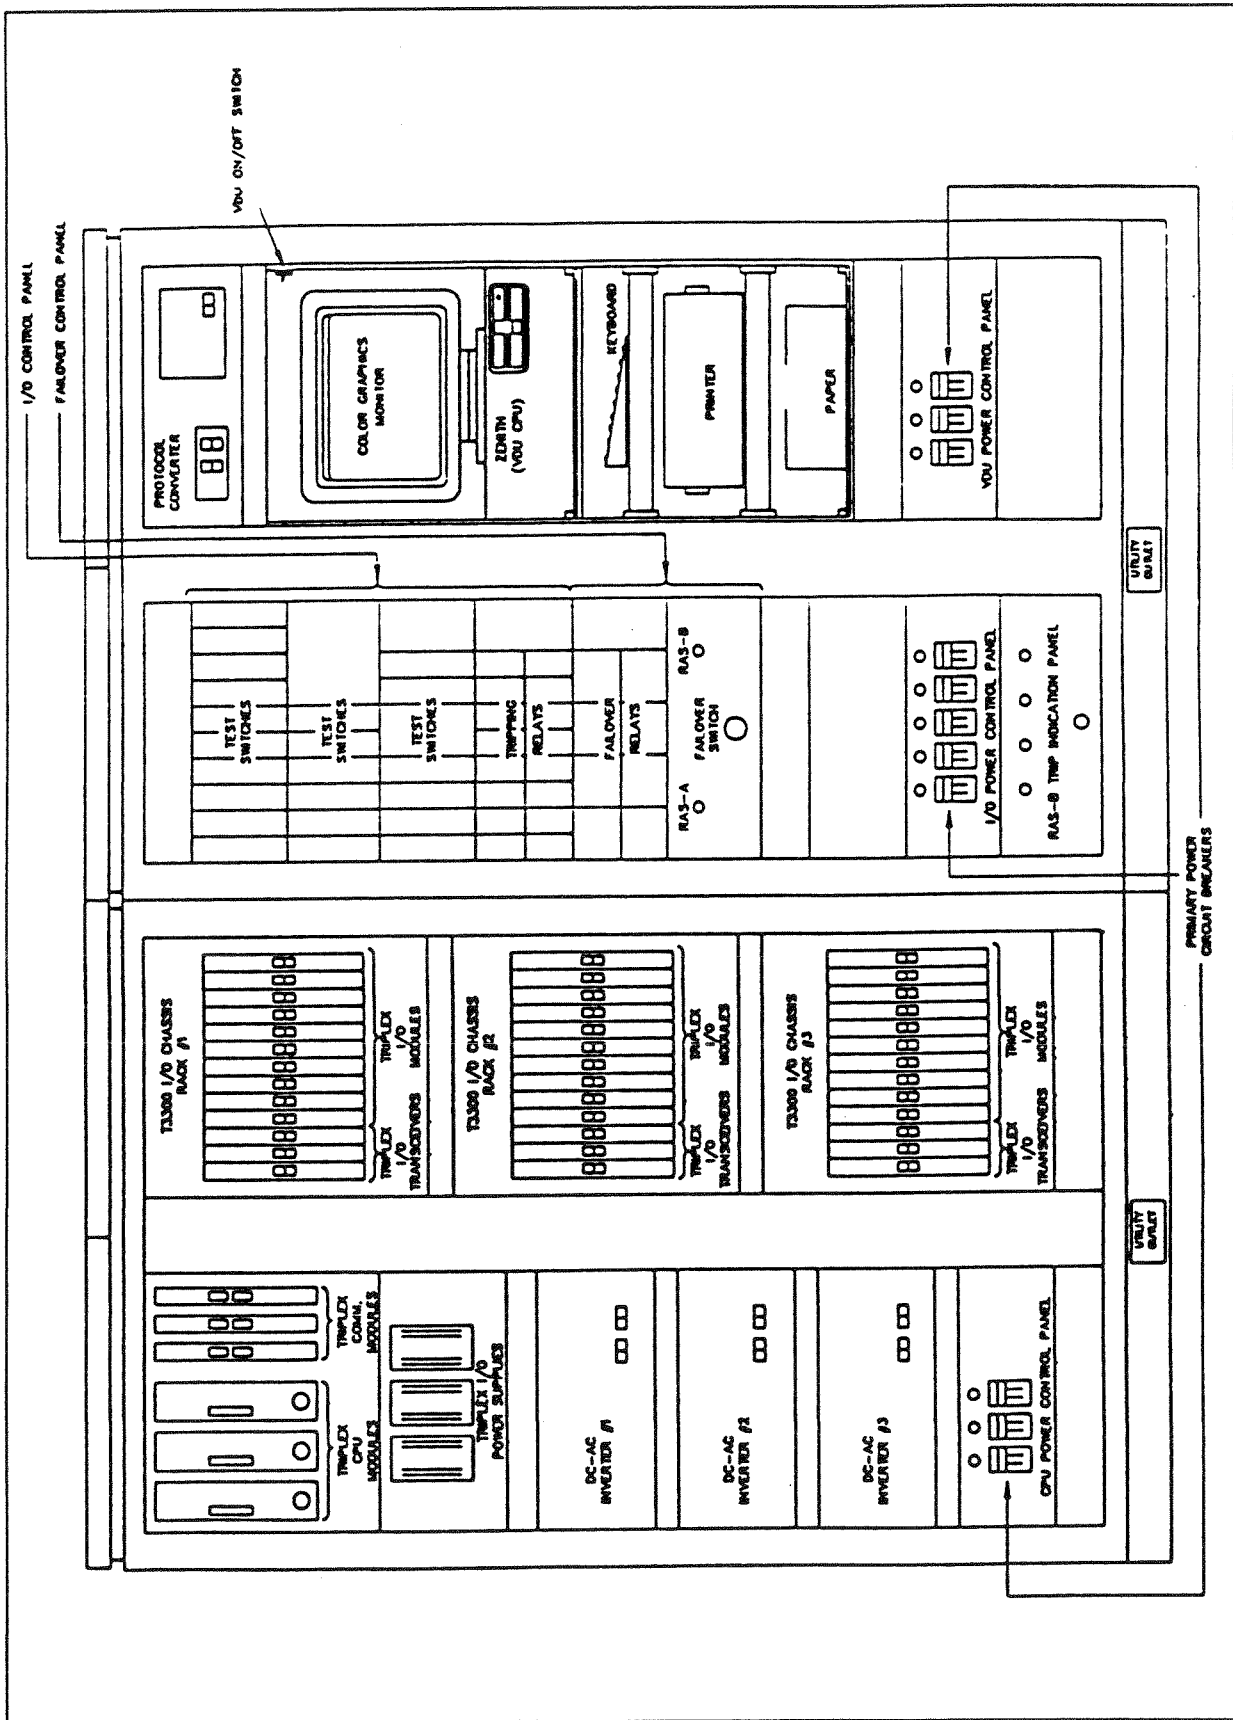 I/O CONTROL PANEL
FAILOVER CONTROL PANEL
VDU ON/OFF SWITCH
TRIPLEX
CPU
MODULES
TRIPLEX
COMM.
MODULES
TRIPLEX I/O
POWER SUPPLIES
DC-AC
INVERTER #1
DC-AC
INVERTER #2
DC-AC
INVERTER #3
CPU POWER CONTROL PANEL
T3300 I/O CHASSIS
RACK #1
TRIPLEX
I/O
TRANSCEIVERS
TRIPLEX
I/O
MODULES
T3300 I/O CHASSIS
RACK #2
TRIPLEX
I/O
TRANSCEIVERS
TRIPLEX
I/O
MODULES
T3300 I/O CHASSIS
RACK #3
TRIPLEX
I/O
TRANSCEIVERS
TRIPLEX
I/O
MODULES
TEST
SWITCHES
TEST
SWITCHES
TEST
SWITCHES
TRIPPING
RELAYS
FAILOVER
RELAYS
RAS-A
FAILOVER
SWITCH
RAS-B
I/O POWER CONTROL PANEL
RAS-B TRIP INDICATION PANEL
PROTOCOL
CONVERTER
COLOR GRAPHICS
MONITOR
ZENITH
(VDU CPU)
KEYBOARD
PRINTER
PAPER
VDU POWER CONTROL PANEL
UTILITY
OUTLET
UTILITY
OUTLET
PRIMARY POWER
CIRCUIT BREAKERS